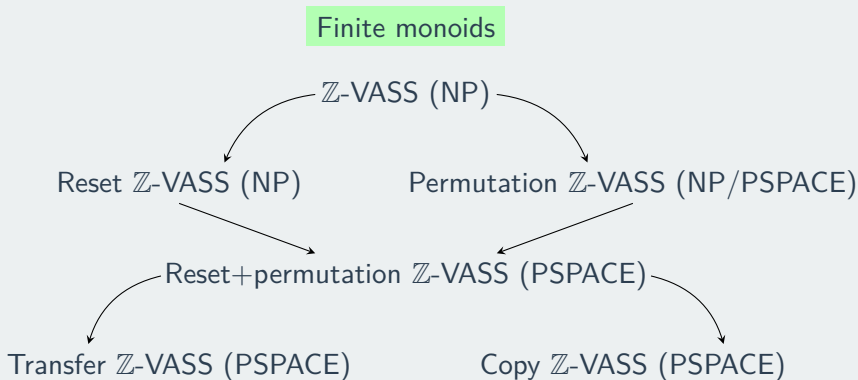 Finite monoids
ℤ-VASS (NP)
Reset ℤ-VASS (NP)
Permutation ℤ-VASS (NP/PSPACE)
Reset+permutation ℤ-VASS (PSPACE)
Transfer ℤ-VASS (PSPACE)
Copy ℤ-VASS (PSPACE)